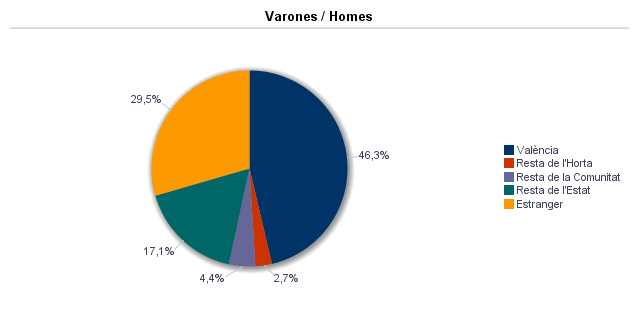 Varones / Homes
29,5%
46,3%
17,1%
4,4%
2,7%
València
Resta de l'Horta
Resta de la Comunitat
Resta de l'Estat
Estranger